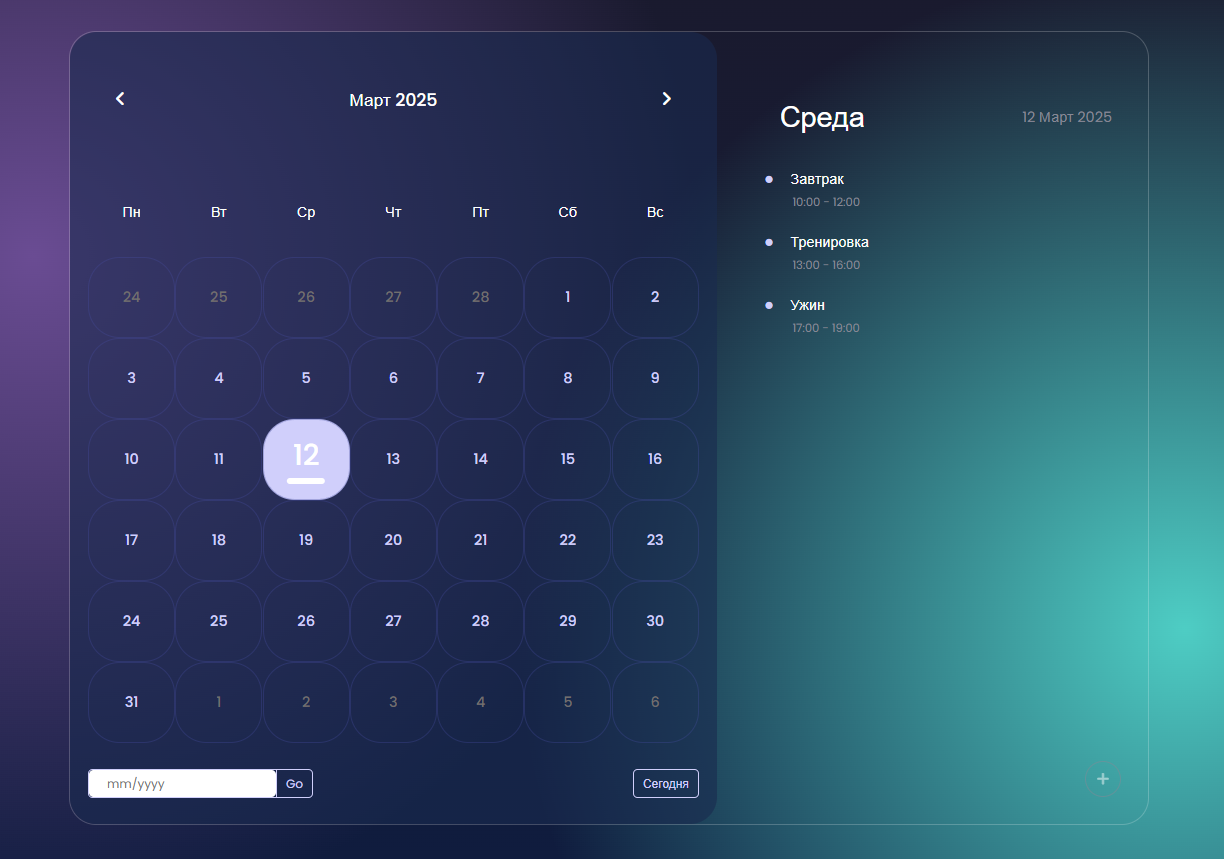 Март 2025
Пн Вт Ср Чт Пт Сб Вс
24 25 26 27 28 1 2
3 4 5 6 7 8 9
10 11 12 13 14 15 16
17 18 19 20 21 22 23
24 25 26 27 28 29 30
31 1 2 3 4 5 6
mm/yyyy Go Сегодня
Среда 12 Март 2025
Завтрак
10:00 - 12:00
Тренировка
13:00 - 16:00
Ужин
17:00 - 19:00
+